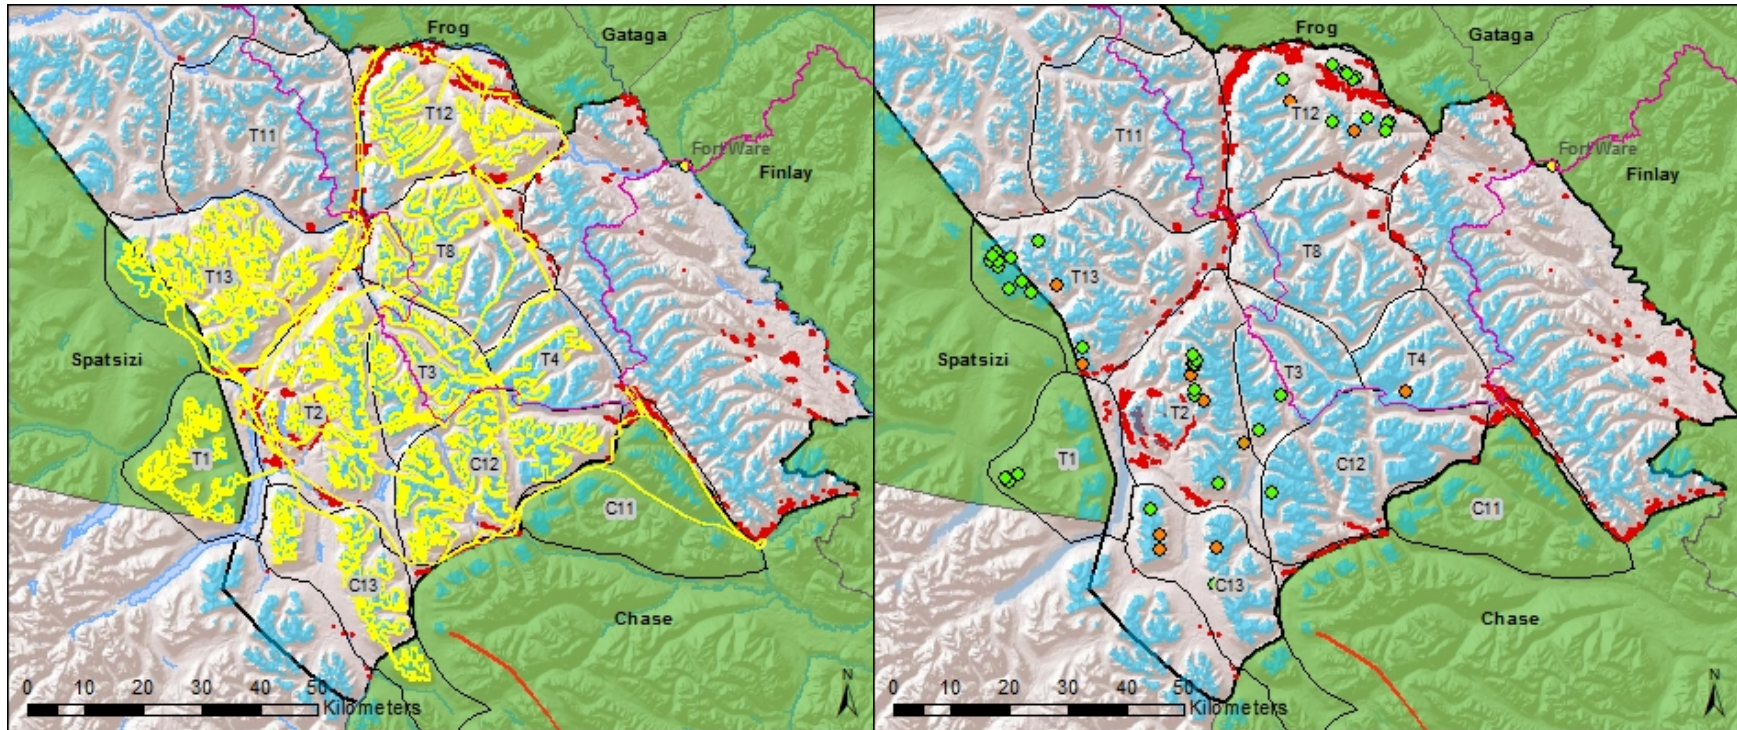 Frog
Gataga
T12
T11
Fort Ware
Finlay
T8
T13
Spatsizi
T3
T4
T2
T1
C12
C11
C13
Chase
0 10 20 30 40 50
Kilometers
N
Frog
Gataga
T12
T11
Fort Ware
Finlay
T8
T13
Spatsizi
T3
T4
T2
T1
C12
C11
C13
Chase
0 10 20 30 40 50
Kilometers
N